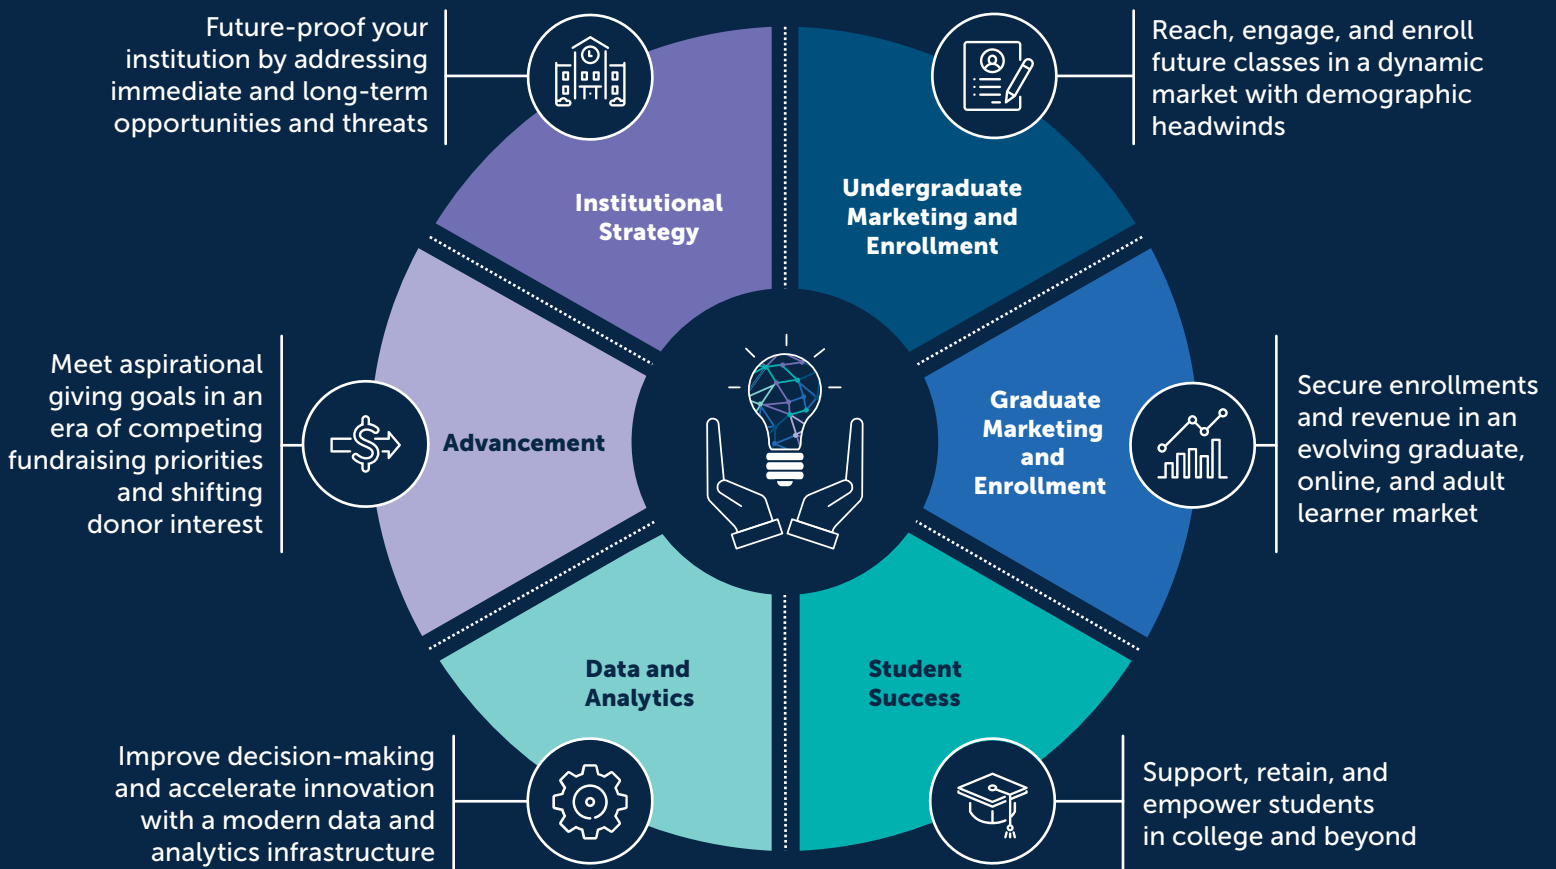 Future-proof your
institution by addressing
immediate and long-term
opportunities and threats
Institutional
Strategy
Reach, engage, and enroll
future classes in a dynamic
market with demographic
headwinds
Undergraduate
Marketing and
Enrollment
Meet aspirational
giving goals in an
era of competing
fundraising priorities
and shifting
donor interest
Advancement
Graduate
Marketing
and
Enrollment
Secure enrollments
and revenue in an
evolving graduate,
online, and adult
learner market
Improve decision-making
and accelerate innovation
with a modern data and
analytics infrastructure
Data and
Analytics
Student
Success
Support, retain, and
empower students
in college and beyond